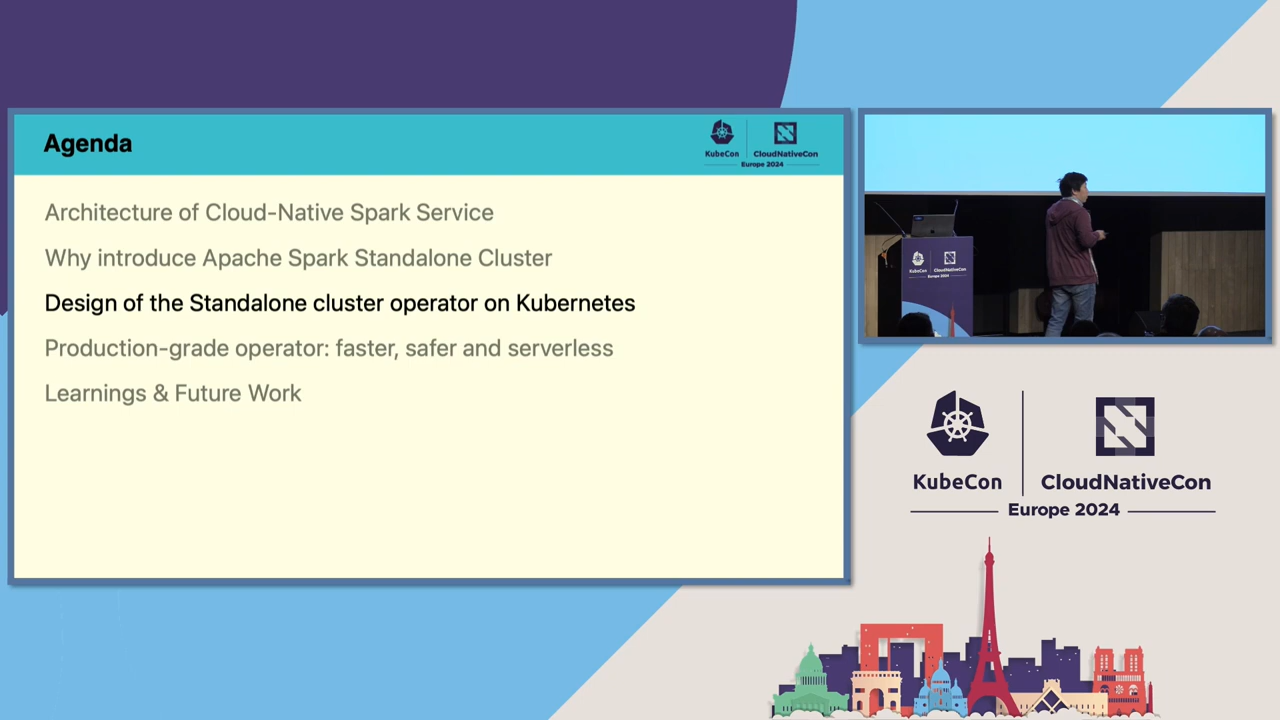 Agenda
KubeCon
CloudNativeCon
Europe 2024
Architecture of Cloud-Native Spark Service
Why introduce Apache Spark Standalone Cluster
Design of the Standalone cluster operator on Kubernetes
Production-grade operator: faster, safer and serverless
Learnings & Future Work
KubeCon
CloudNativeCon
KubeCon
CloudNativeCon
Europe 2024